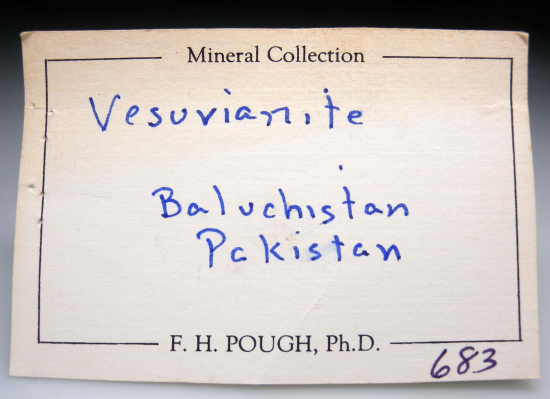 Mineral Collection
Vesuvianite
Baluchistan
Pakistan
F. H. POUGH, Ph.D.
683